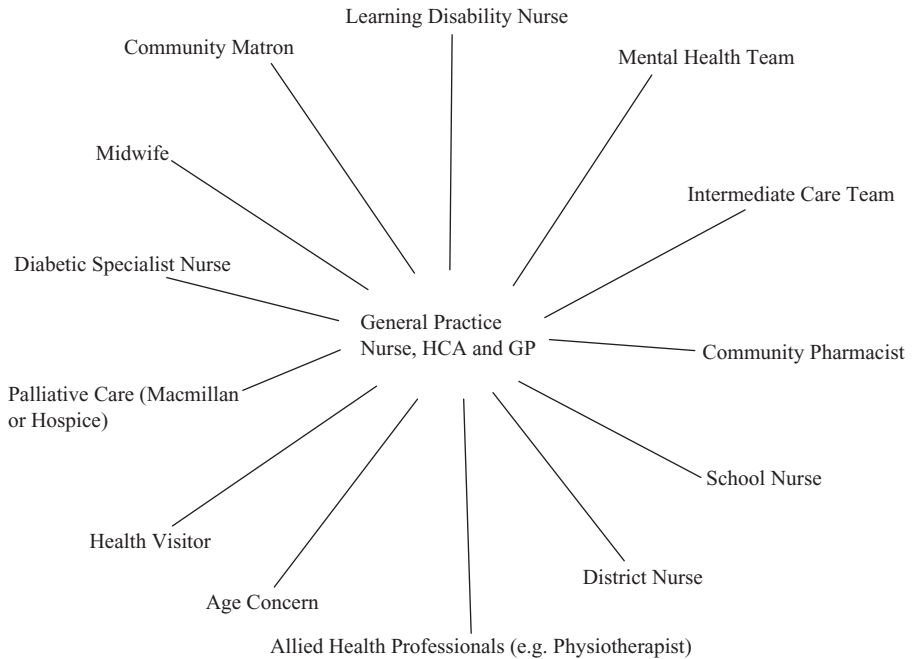 Learning Disability Nurse
Community Matron
Mental Health Team
Midwife
Intermediate Care Team
Diabetic Specialist Nurse
General Practice
Nurse, HCA and GP
Community Pharmacist
Palliative Care (Macmillan
or Hospice)
School Nurse
Health Visitor
District Nurse
Age Concern
Allied Health Professionals (e.g. Physiotherapist)